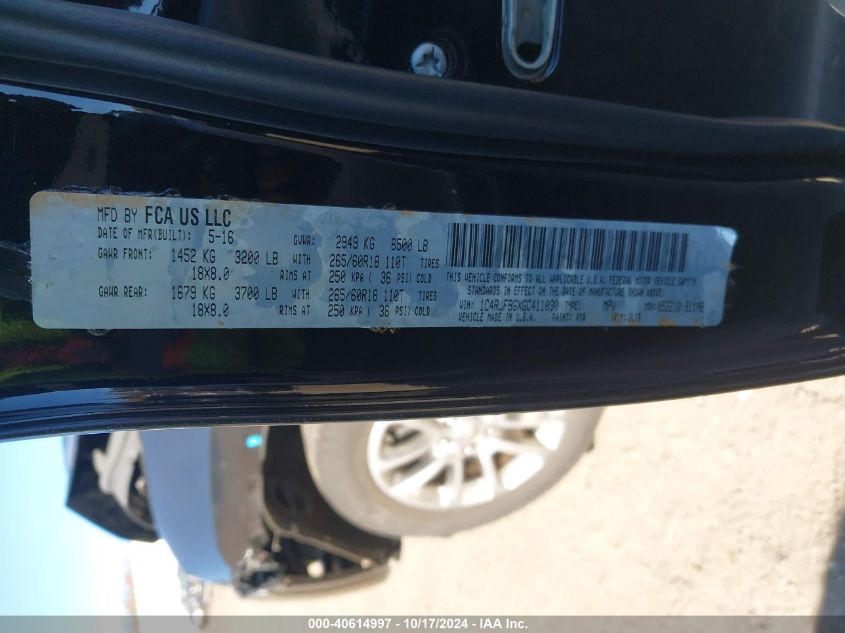 MFD BY FCA US LLC
DATE OF MFR(BUILT): 5-16 GVWR: 2949 KG 6500 LB
GAWR FRONT: 1452 KG 3200 LB WITH 265/60R18 110T TIRES
18X8.0 RIMS AT 250 KPA ( 36 PSI) COLD
GAWR REAR: 1679 KG 3700 LB WITH 265/60R18 110T TIRES
18X8.0 RIMS AT 250 KPA ( 36 PSI) COLD
THIS VEHICLE CONFORMS TO ALL APPLICABLE U.S.A. FEDERAL MOTOR VEHICLE SAFETY,
STANDARDS IN EFFECT ON THE DATE OF MANUFACTURE SHOWN ABOVE.
VIN: 1C4RJFBGXGC411030 TYPE: MPV MDH:
VEHICLE MADE IN U.S.A. PAINT: TRIM:
000-40614997 - 10/17/2024 - IAA Inc.